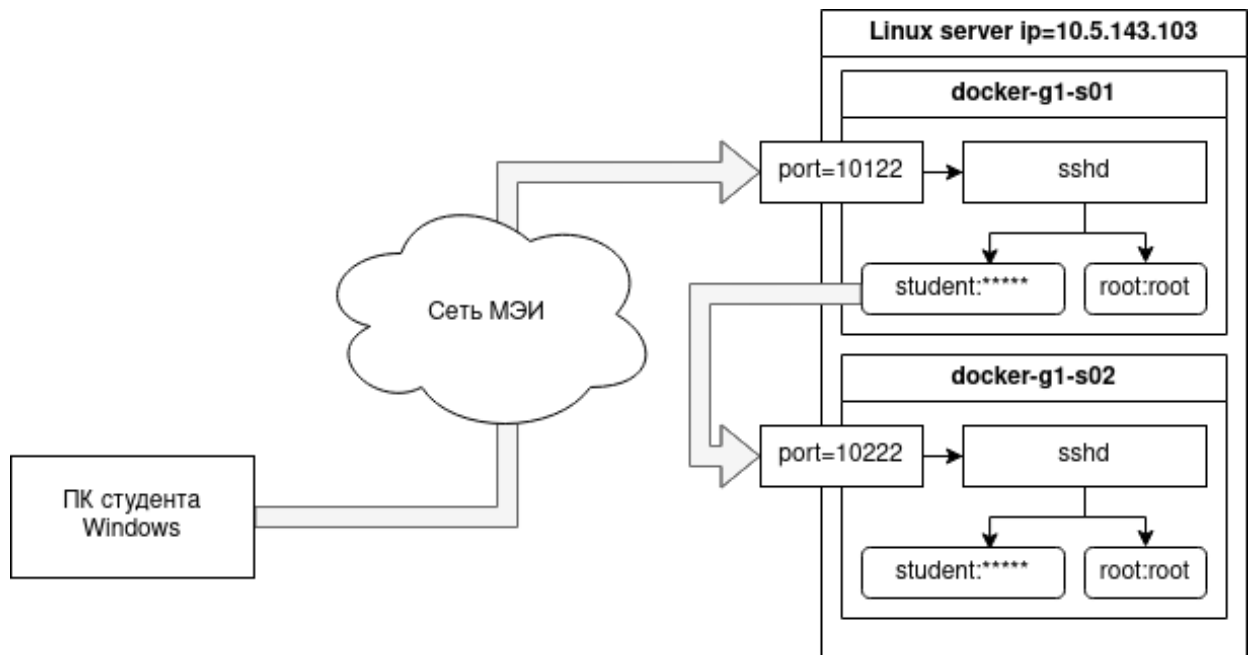 Linux server ip=10.5.143.103
docker-g1-s01
port=10122
sshd
student:*****
root:root
Сеть МЭИ
docker-g1-s02
port=10222
sshd
student:*****
root:root
ПК студента
Windows